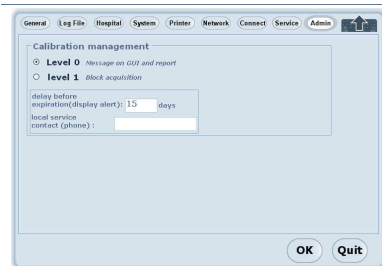 General Log File Hospital System Printer Network Connect Service Admin
Calibration management
Level 0 Message on GUI and report
level 1 Block acquisition
delay before
expiration(display alert): 15 days
local service
contact (phone) :
OK Quit